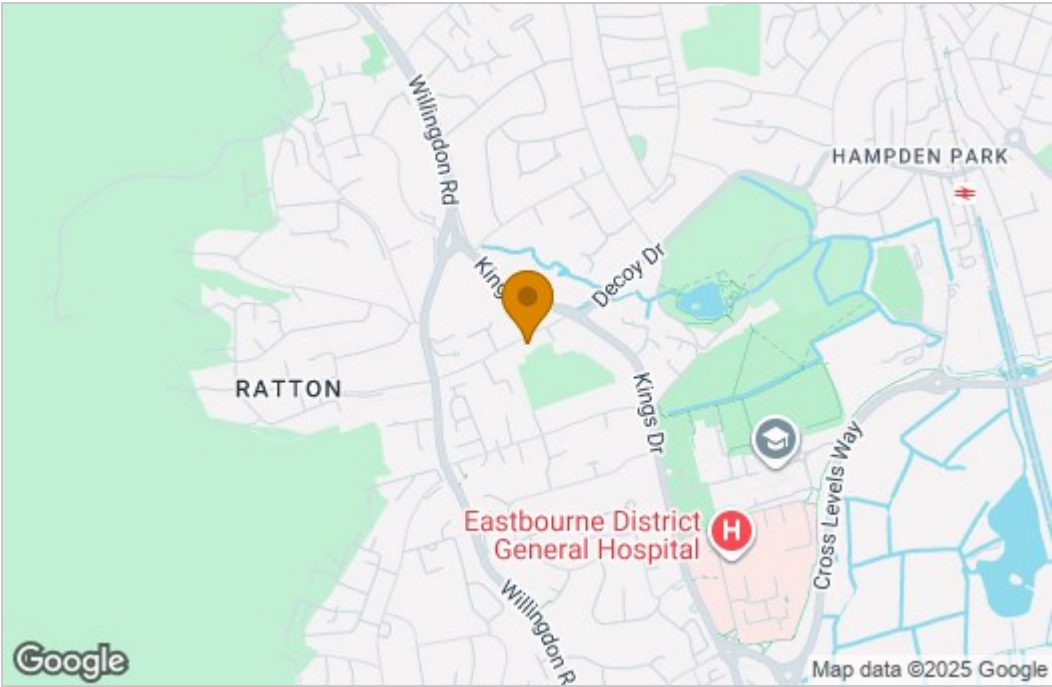 Willingdon Rd
HAMPDEN PARK
Decoy Dr
RATTON
Kings Dr
Cross Levels Way
Eastbourne District
General Hospital
H
Willingdon R
Google
Map data ©2025 Google